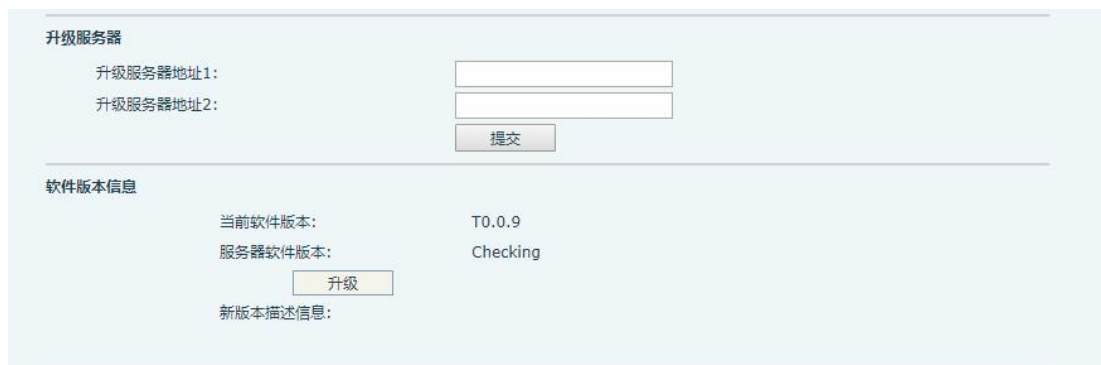 升级服务器
升级服务器地址1:
升级服务器地址2:
提交
软件版本信息
当前软件版本: T0.0.9
服务器软件版本: Checking
升级
新版本描述信息: